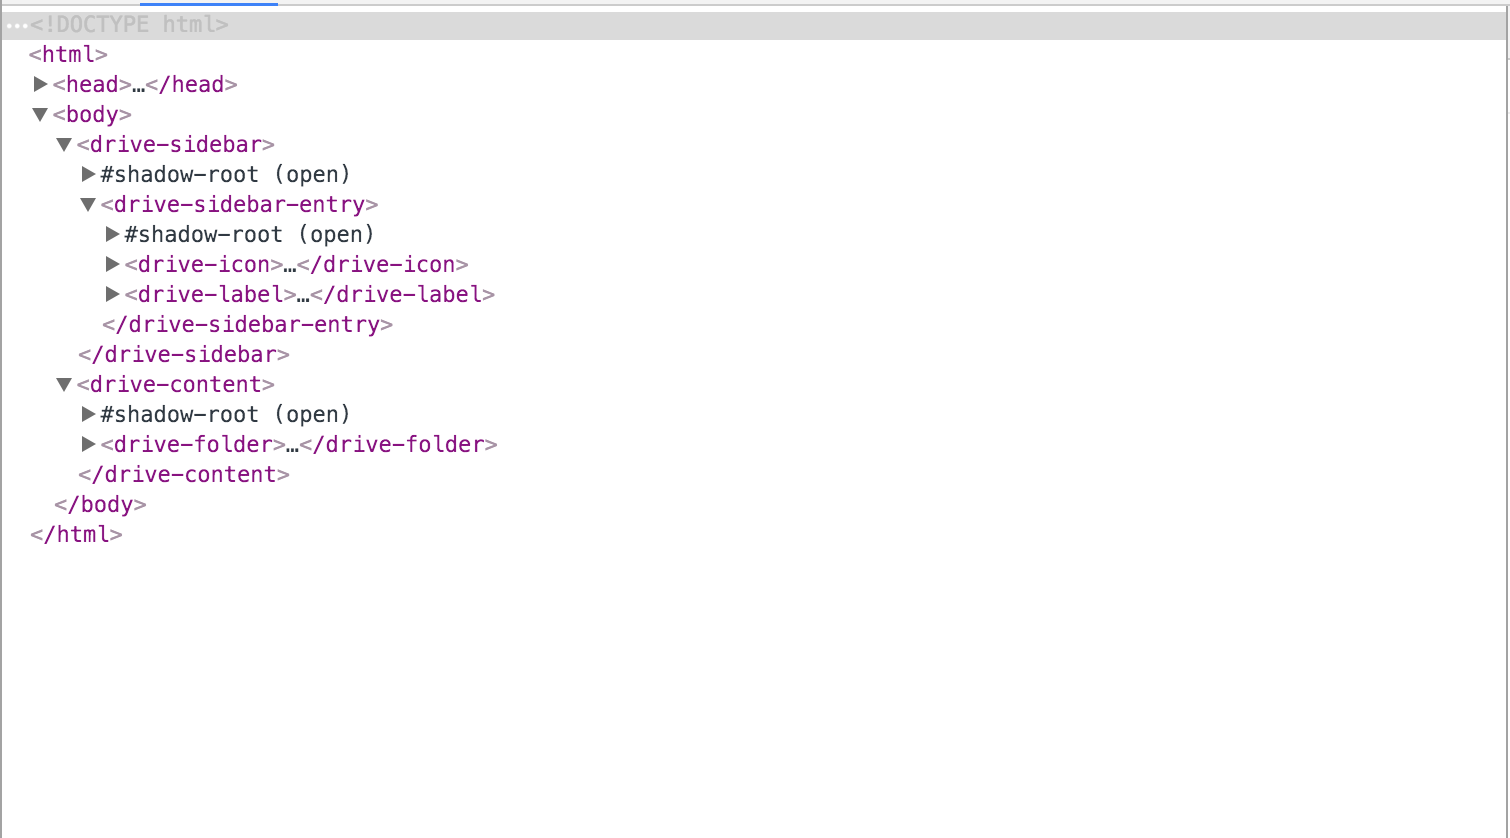 …<!DOCTYPE html>
<html>
▶<head>…</head>
▼<body>
▼<drive-sidebar>
▶#shadow-root (open)
▼<drive-sidebar-entry>
▶#shadow-root (open)
▶<drive-icon>…</drive-icon>
▶<drive-label>…</drive-label>
</drive-sidebar-entry>
</drive-sidebar>
▼<drive-content>
▶#shadow-root (open)
▶<drive-folder>…</drive-folder>
</drive-content>
</body>
</html>